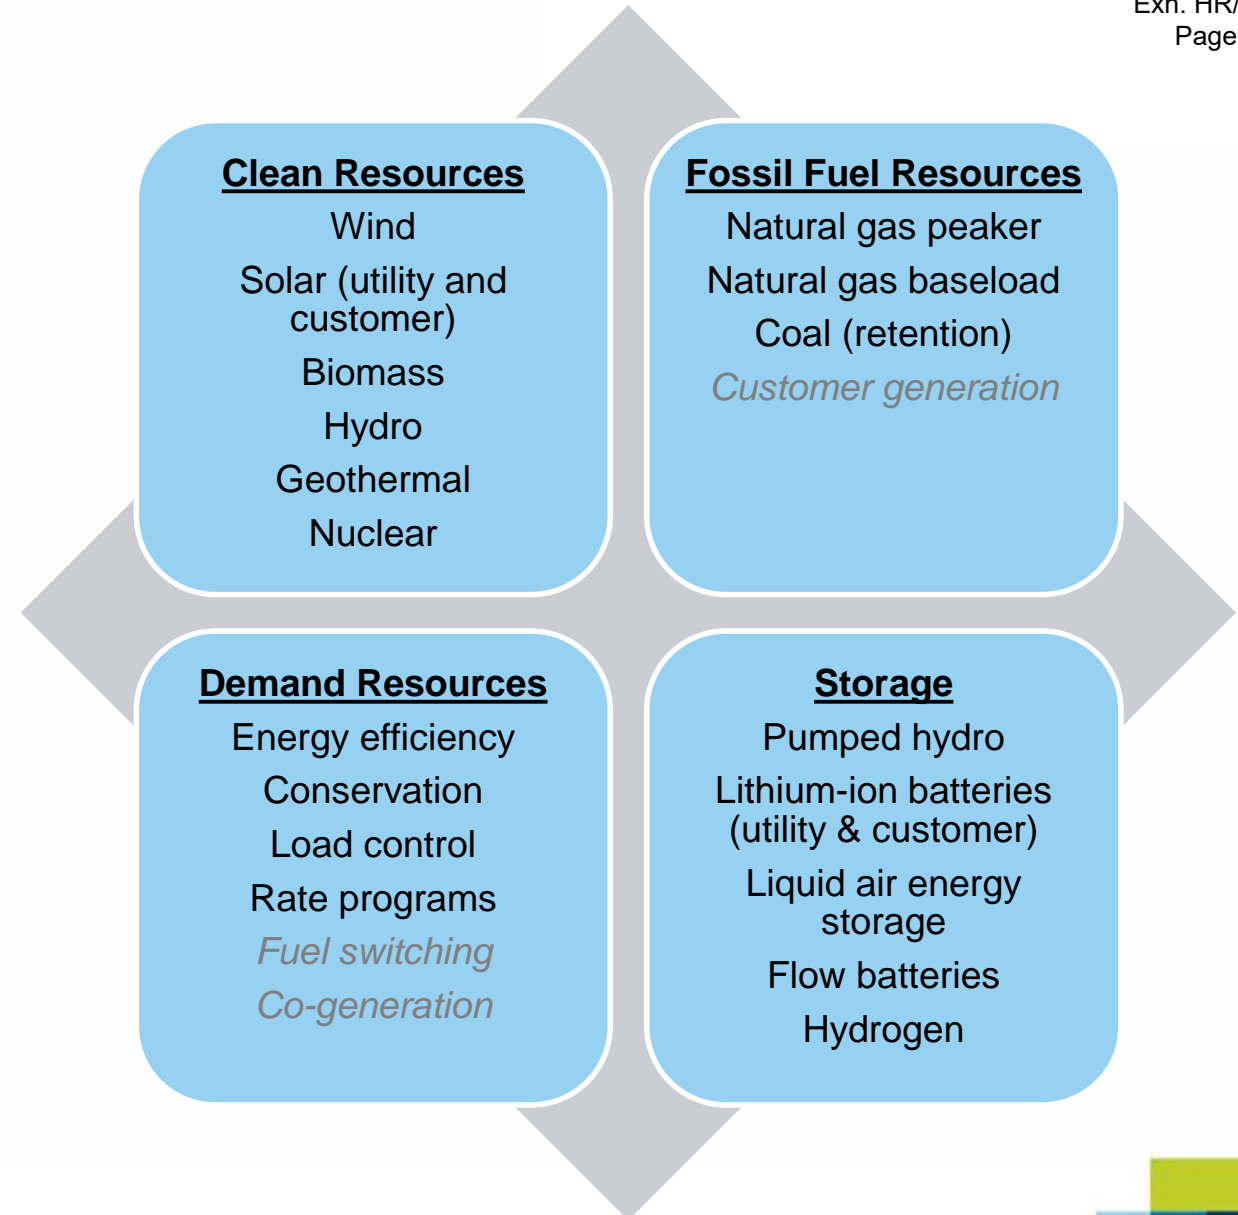 Exh. HR/
Page
Clean Resources
Wind
Solar (utility and
customer)
Biomass
Hydro
Geothermal
Nuclear
Fossil Fuel Resources
Natural gas peaker
Natural gas baseload
Coal (retention)
Customer generation
Demand Resources
Energy efficiency
Conservation
Load control
Rate programs
Fuel switching
Co-generation
Storage
Pumped hydro
Lithium-ion batteries
(utility & customer)
Liquid air energy
storage
Flow batteries
Hydrogen